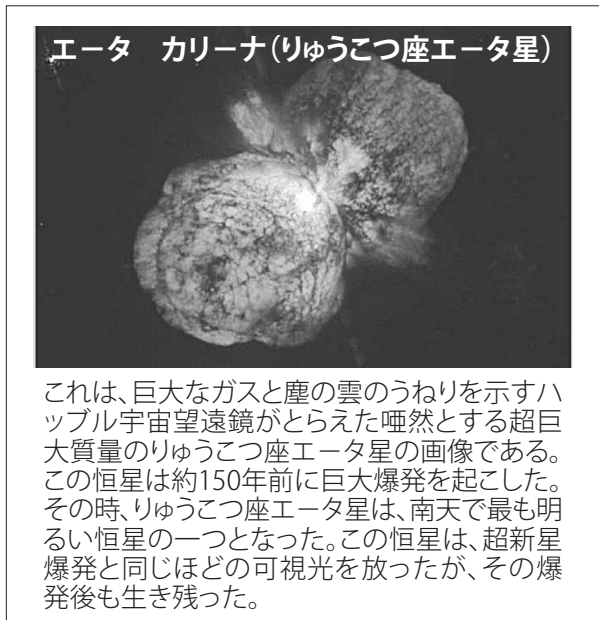 エータ　カリーナ(りゅうこつ座エータ星)
これは、巨大なガスと塵の雲のうねりを示すハ
ッブル宇宙望遠鏡がとらえた唖然とする超巨
大質量のりゅうこつ座エータ星の画像である。
この恒星は約150年前に巨大爆発を起こした。
その時、りゅうこつ座エータ星は、南天で最も明
るい恒星の一つとなった。この恒星は、超新星
爆発と同じほどの可視光を放ったが、その爆
発後も生き残った。